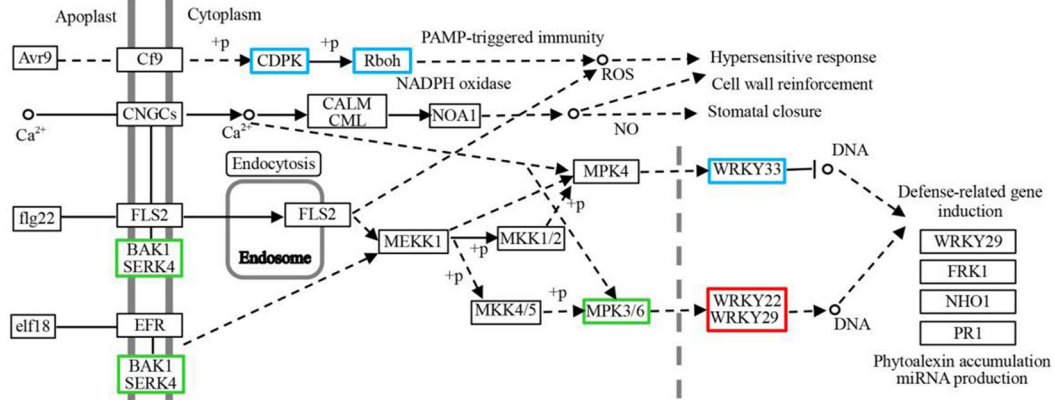 Apoplast
Cytoplasm
Avr9
Cf9
+p
CDPK
+p
Rboh
PAMP-triggered immunity
ROS
NADPH oxidase
Hypersensitive response
Cell wall reinforcement
Stomatal closure
Ca2+
CNGCs
Ca2+
CALM
CML
NOA1
NO
Endocytosis
MPK4
WRKY33
DNA
flg22
FLS2
FLS2
BAK1
SERK4
Endosome
MEKK1
+p
MKK1/2
+p
+p
MKK4/5
+p
MPK3/6
WRKY22
WRKY29
DNA
elf18
EFR
BAK1
SERK4
Defense-related gene
induction
WRKY29
FRK1
NHO1
PR1
Phytoalexin accumulation
miRNA production